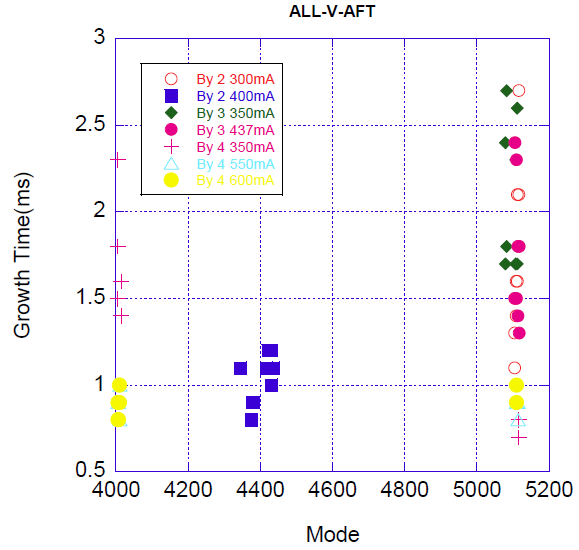 ALL-V-AFT
3
2.5
2
1.5
1
0.5
Growth Time(ms)
By 2 300mA
By 2 400mA
By 3 350mA
By 3 437mA
By 4 350mA
By 4 550mA
By 4 600mA
4000 4200 4400 4600 4800 5000 5200
Mode